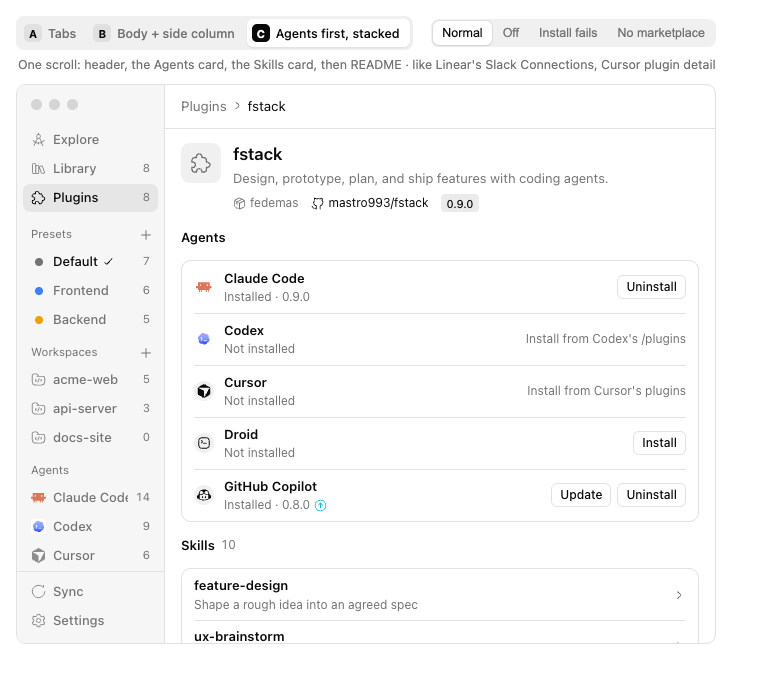 A Tabs B Body + side column C Agents first, stacked Normal Off Install fails No marketplace
One scroll: header, the Agents card, the Skills card, then README · like Linear's Slack Connections, Cursor plugin detail
Explore
Library 8
Plugins 8
Presets +
Default ✓ 7
Frontend 6
Backend 5
Workspaces +
acme-web 5
api-server 3
docs-site 0
Agents
Claude Code 14
Codex 9
Cursor 6
Sync
Settings
Plugins > fstack
fstack
Design, prototype, plan, and ship features with coding agents.
fedemas mastro993/fstack 0.9.0
Agents
Claude Code
Installed · 0.9.0
Uninstall
Codex
Not installed
Install from Codex's /plugins
Cursor
Not installed
Install from Cursor's plugins
Droid
Not installed
Install
GitHub Copilot
Installed · 0.8.0
Update Uninstall
Skills 10
feature-design
Shape a rough idea into an agreed spec
ux-brainstorm